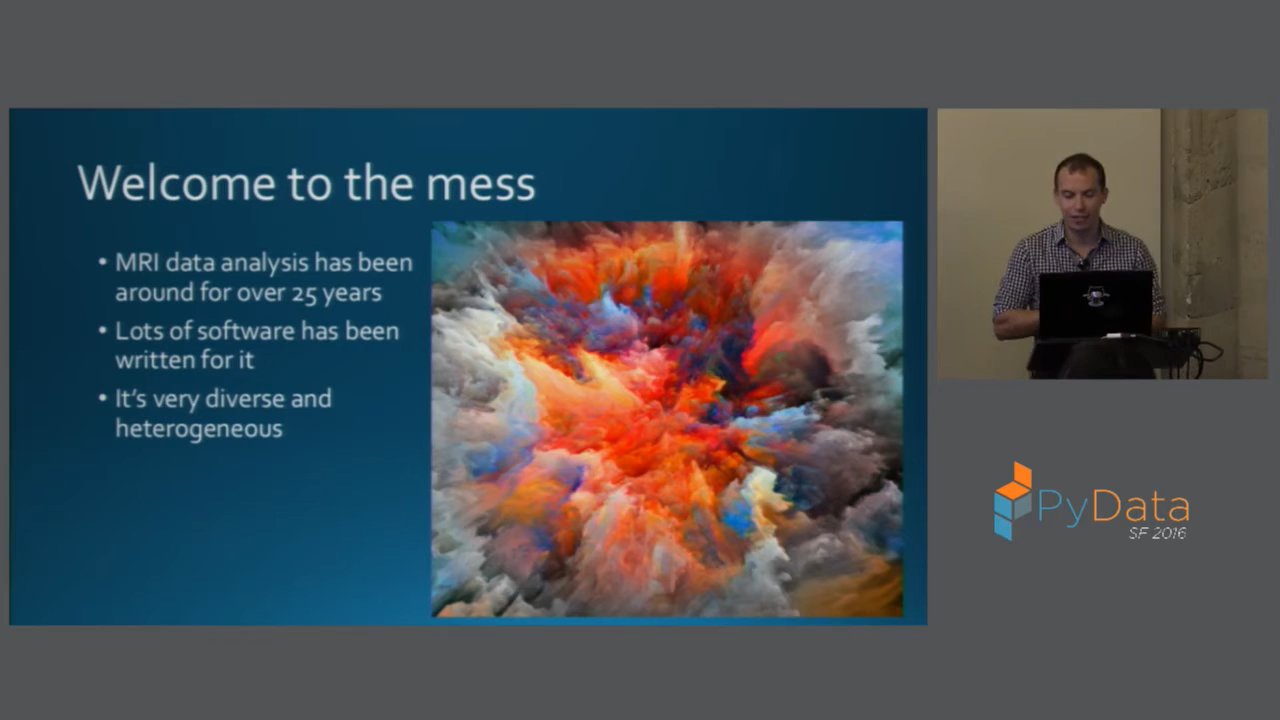 Welcome to the mess
• MRI data analysis has been
around for over 25 years
• Lots of software has been
written for it
• It's very diverse and
heterogeneous
PyData
SF 2016